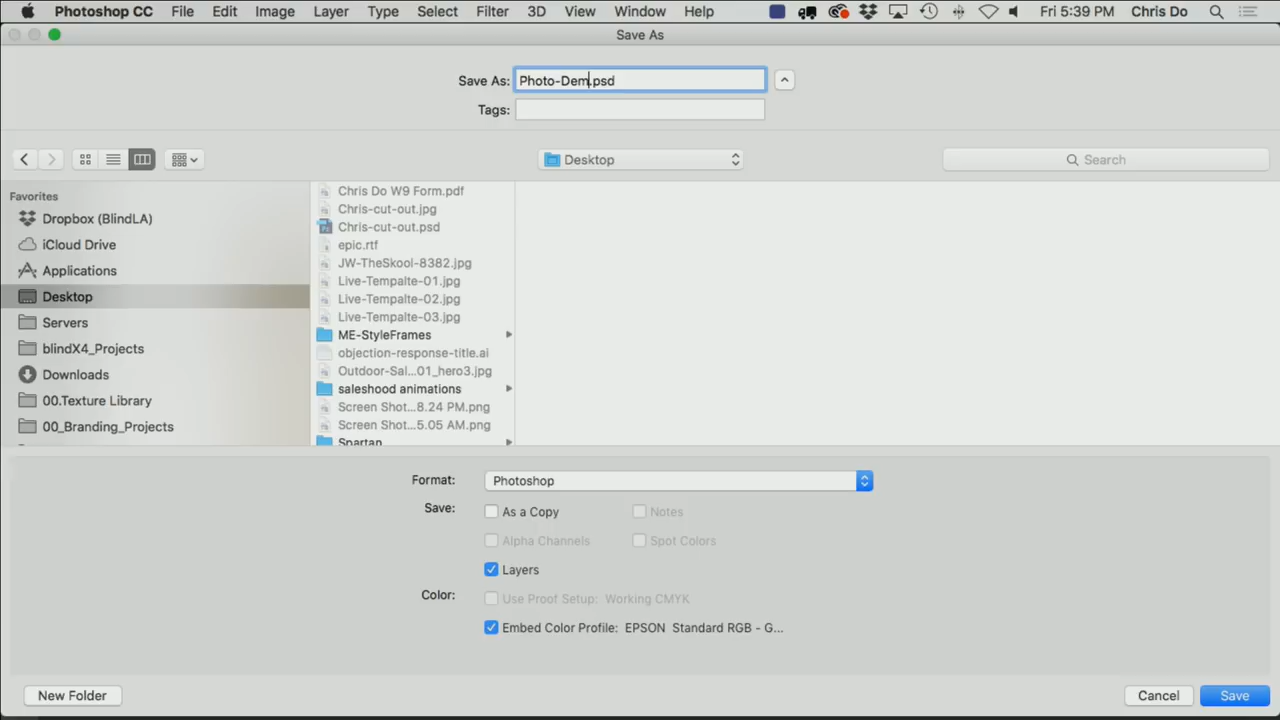 Photoshop CC File Edit Image Layer Type Select Filter 3D View Window Help Fri 5:39 PM Chris Do
Save As
Save As: Photo-Dem.psd
Tags:
Desktop
Search
Favorites
Dropbox (BlindLA)
iCloud Drive
Applications
Desktop
Servers
blindX4_Projects
Downloads
00.Texture Library
00_Branding_Projects
Chris Do W9 Form.pdf
Chris-cut-out.jpg
Chris-cut-out.psd
epic.rtf
JW-TheSkool-8382.jpg
Live-Tempalte-01.jpg
Live-Tempalte-02.jpg
Live-Tempalte-03.jpg
ME-StyleFrames
objection-response-title.ai
Outdoor-Sal...01_hero3.jpg
saleshood animations
Screen Shot...8.24 PM.png
Screen Shot...5.05 AM.png
Spartan
Format: Photoshop
Save: As a Copy Notes
Alpha Channels Spot Colors
Layers
Color: Use Proof Setup: Working CMYK
Embed Color Profile: EPSON Standard RGB - G...
New Folder Cancel Save